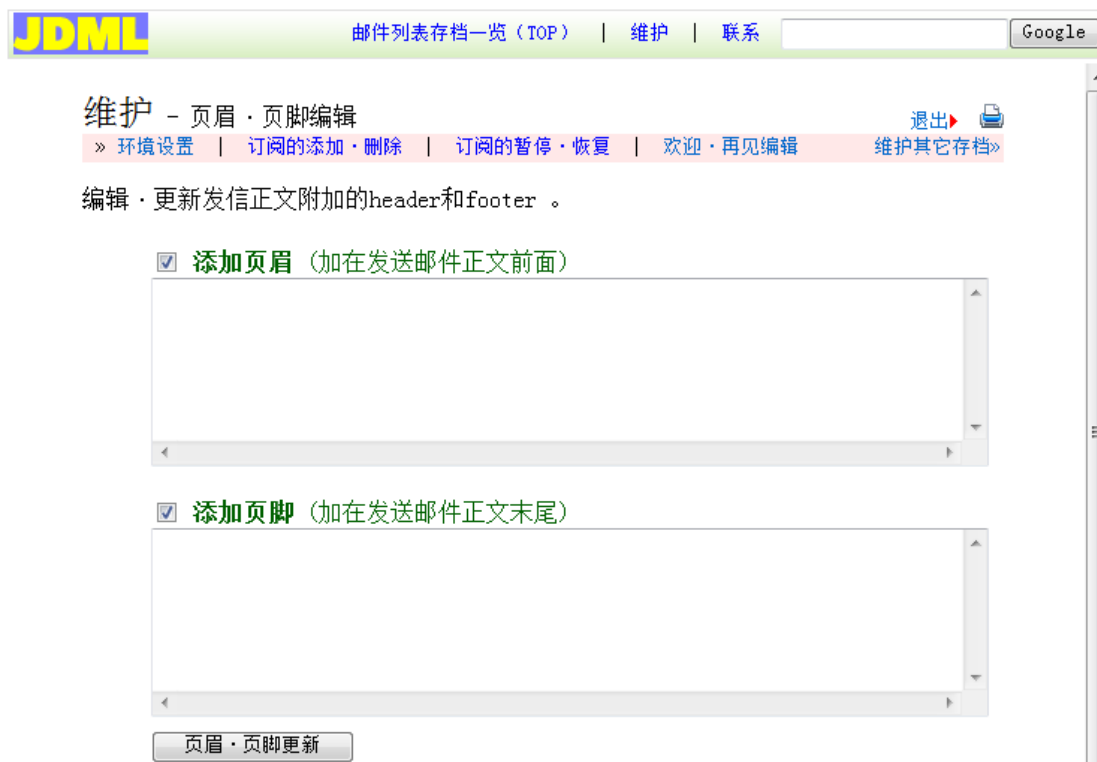 JDML 邮件列表存档一览（TOP） | 维护 | 联系 Google
维护 - 页眉·页脚编辑 退出
» 环境设置 | 订阅的添加·删除 | 订阅的暂停·恢复 | 欢迎·再见编辑 维护其它存档»
编辑·更新发信正文附加的header和footer 。
添加页眉（加在发送邮件正文前面）
添加页脚（加在发送邮件正文末尾）
页眉·页脚更新